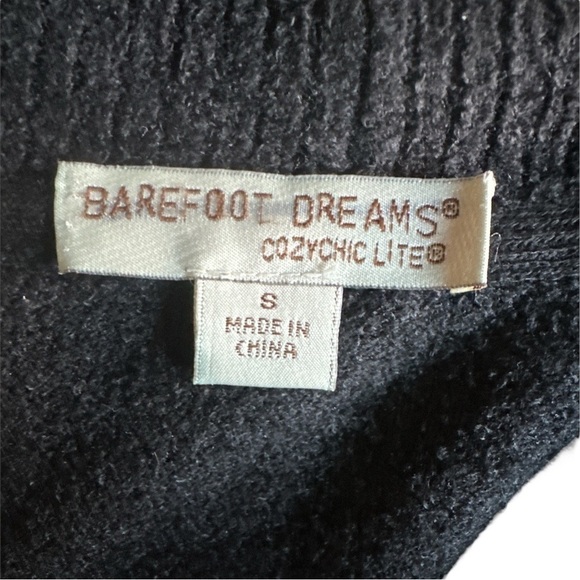 BAREFOOT DREAMS®
COZYCHIC LITE®
S
MADE IN
CHINA